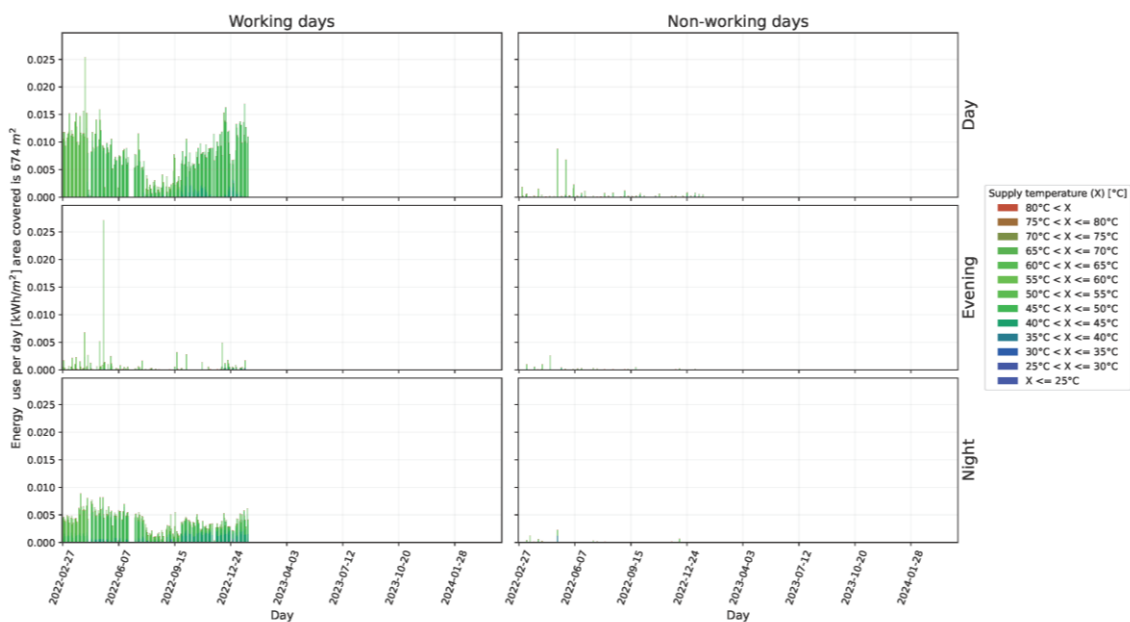 Working days
Non-working days
Energy use per day [kWh/m²] area covered is 674 m²
0.025
0.020
0.015
0.010
0.005
0.000
Day
0.025
0.020
0.015
0.010
0.005
0.000
Evening
0.025
0.020
0.015
0.010
0.005
0.000
Night
2022-02-27
2022-06-07
2022-09-15
2022-12-24
2023-04-03
2023-07-12
2023-10-20
2024-01-28
2022-02-27
2022-06-07
2022-09-15
2022-12-24
2023-04-03
2023-07-12
2023-10-20
2024-01-28
Day
Day
Supply temperature (X) [°C]
80°C < X
75°C < X <= 80°C
70°C < X <= 75°C
65°C < X <= 70°C
60°C < X <= 65°C
55°C < X <= 60°C
50°C < X <= 55°C
45°C < X <= 50°C
40°C < X <= 45°C
35°C < X <= 40°C
30°C < X <= 35°C
25°C < X <= 30°C
X <= 25°C